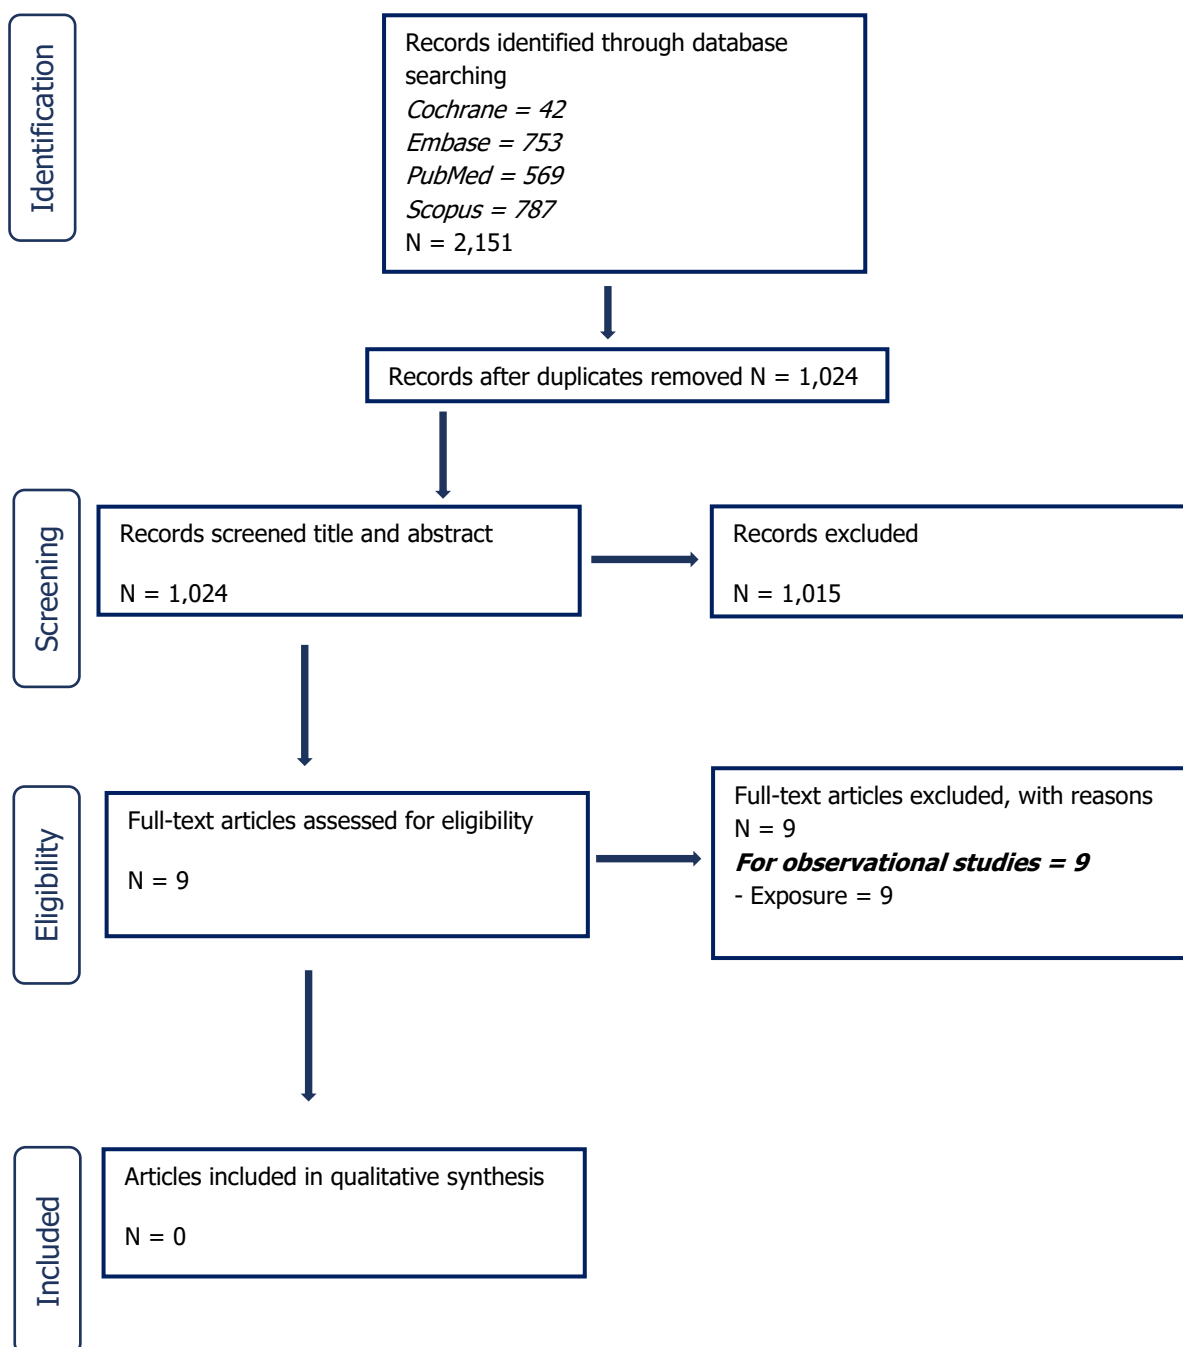 Identification
Records identified through database
searching
Cochrane = 42
Embase = 753
PubMed = 569
Scopus = 787
N = 2,151
Records after duplicates removed N = 1,024
Screening
Records screened title and abstract
N = 1,024
Records excluded
N = 1,015
Eligibility
Full-text articles assessed for eligibility
N = 9
Full-text articles excluded, with reasons
N = 9
For observational studies = 9
- Exposure = 9
Included
Articles included in qualitative synthesis
N = 0